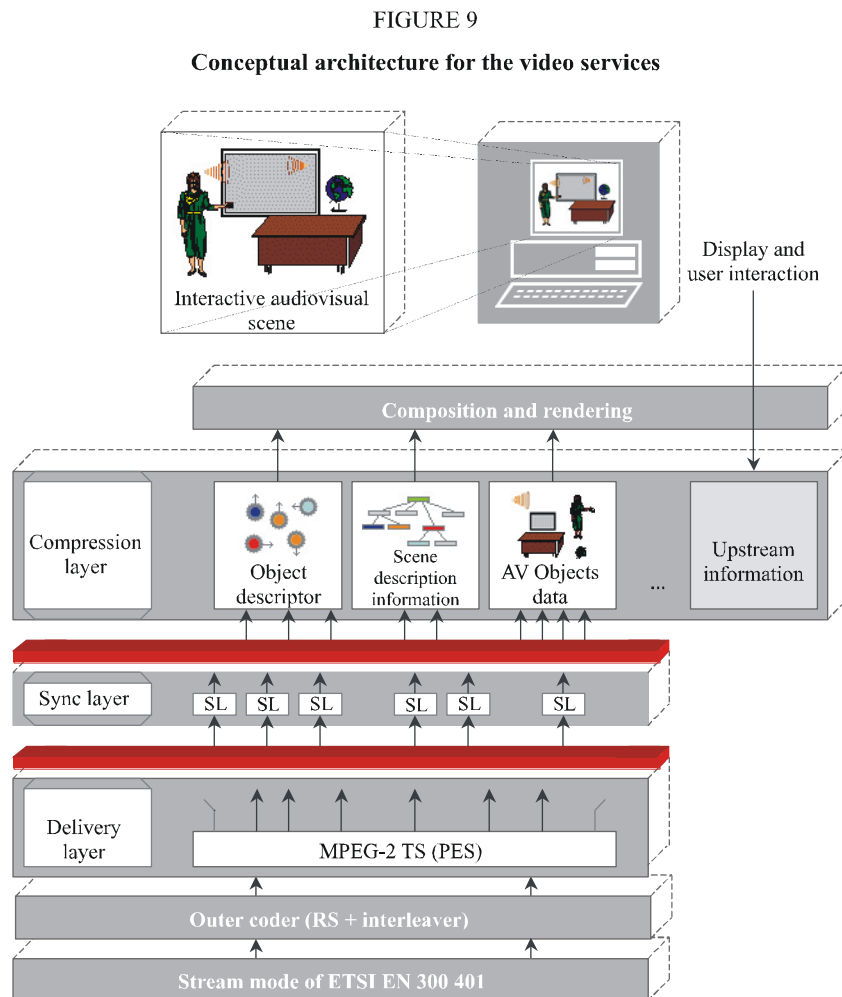 FIGURE 9
Conceptual architecture for the video services
Interactive audiovisual
scene
Display and
user interaction
Composition and rendering
Compression
layer
Object
descriptor
Scene
description
information
AV Objects
data
...
Upstream
information
Sync layer
SL
SL
SL
SL
SL
SL
Delivery
layer
MPEG-2 TS (PES)
Outer coder (RS + interleaver)
Stream mode of ETSI EN 300 401